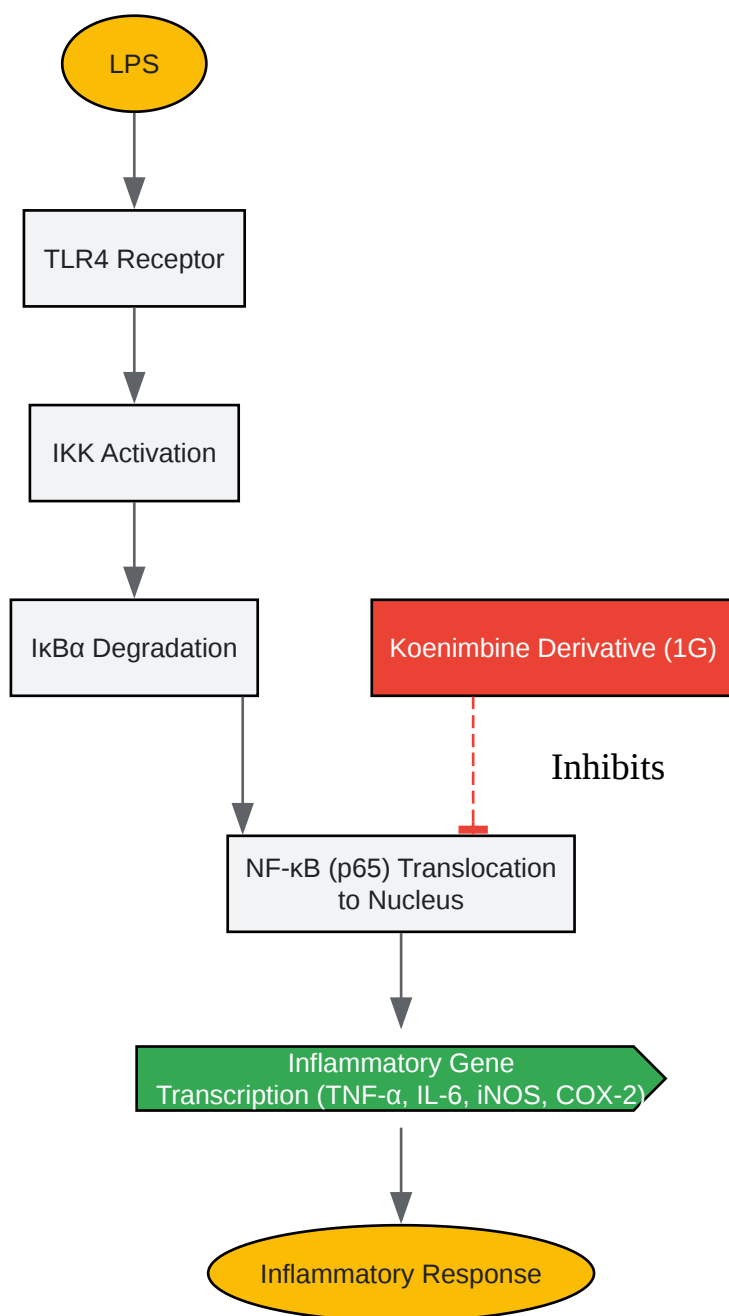 LPS
TLR4 Receptor
IKK Activation
IκBα Degradation
Koenimbine Derivative (1G)
Inhibits
NF-κB (p65) Translocation
to Nucleus
Inflammatory Gene
Transcription (TNF-α, IL-6, iNOS, COX-2)
Inflammatory Response